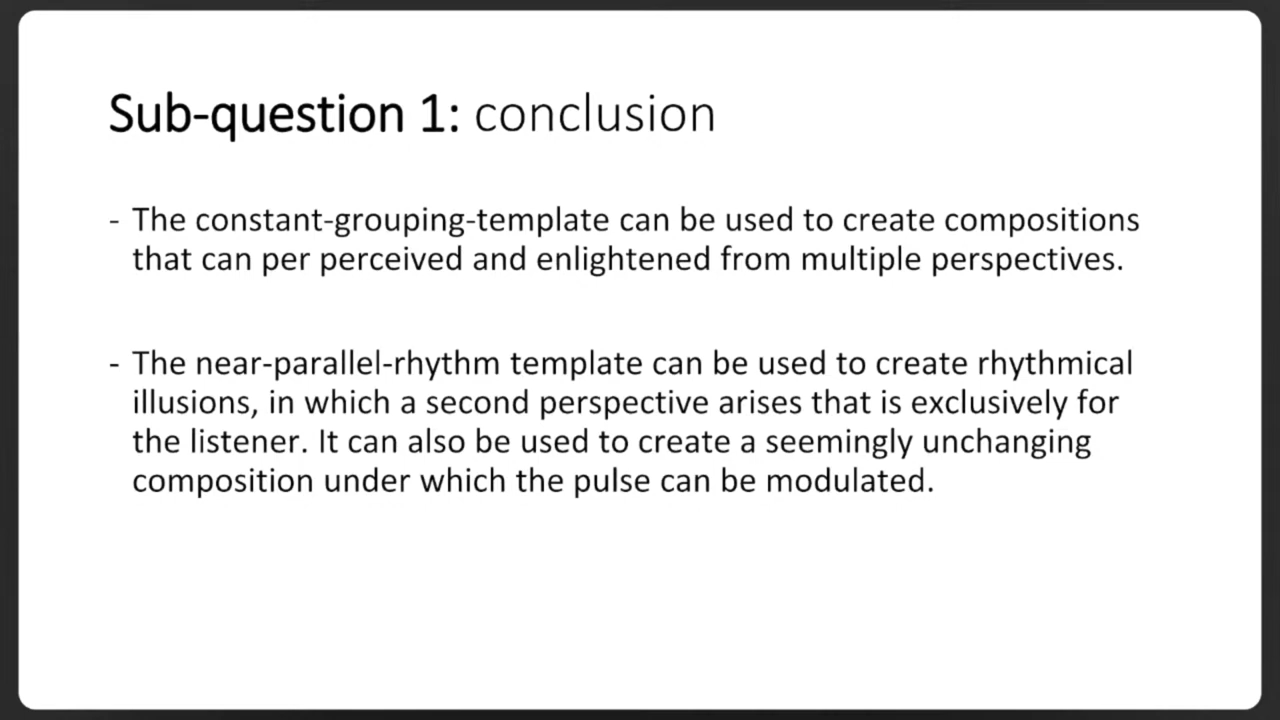 Sub-question 1: conclusion
- The constant-grouping-template can be used to create compositions
that can per perceived and enlightened from multiple perspectives.
- The near-parallel-rhythm template can be used to create rhythmical
illusions, in which a second perspective arises that is exclusively for
the listener. It can also be used to create a seemingly unchanging
composition under which the pulse can be modulated.